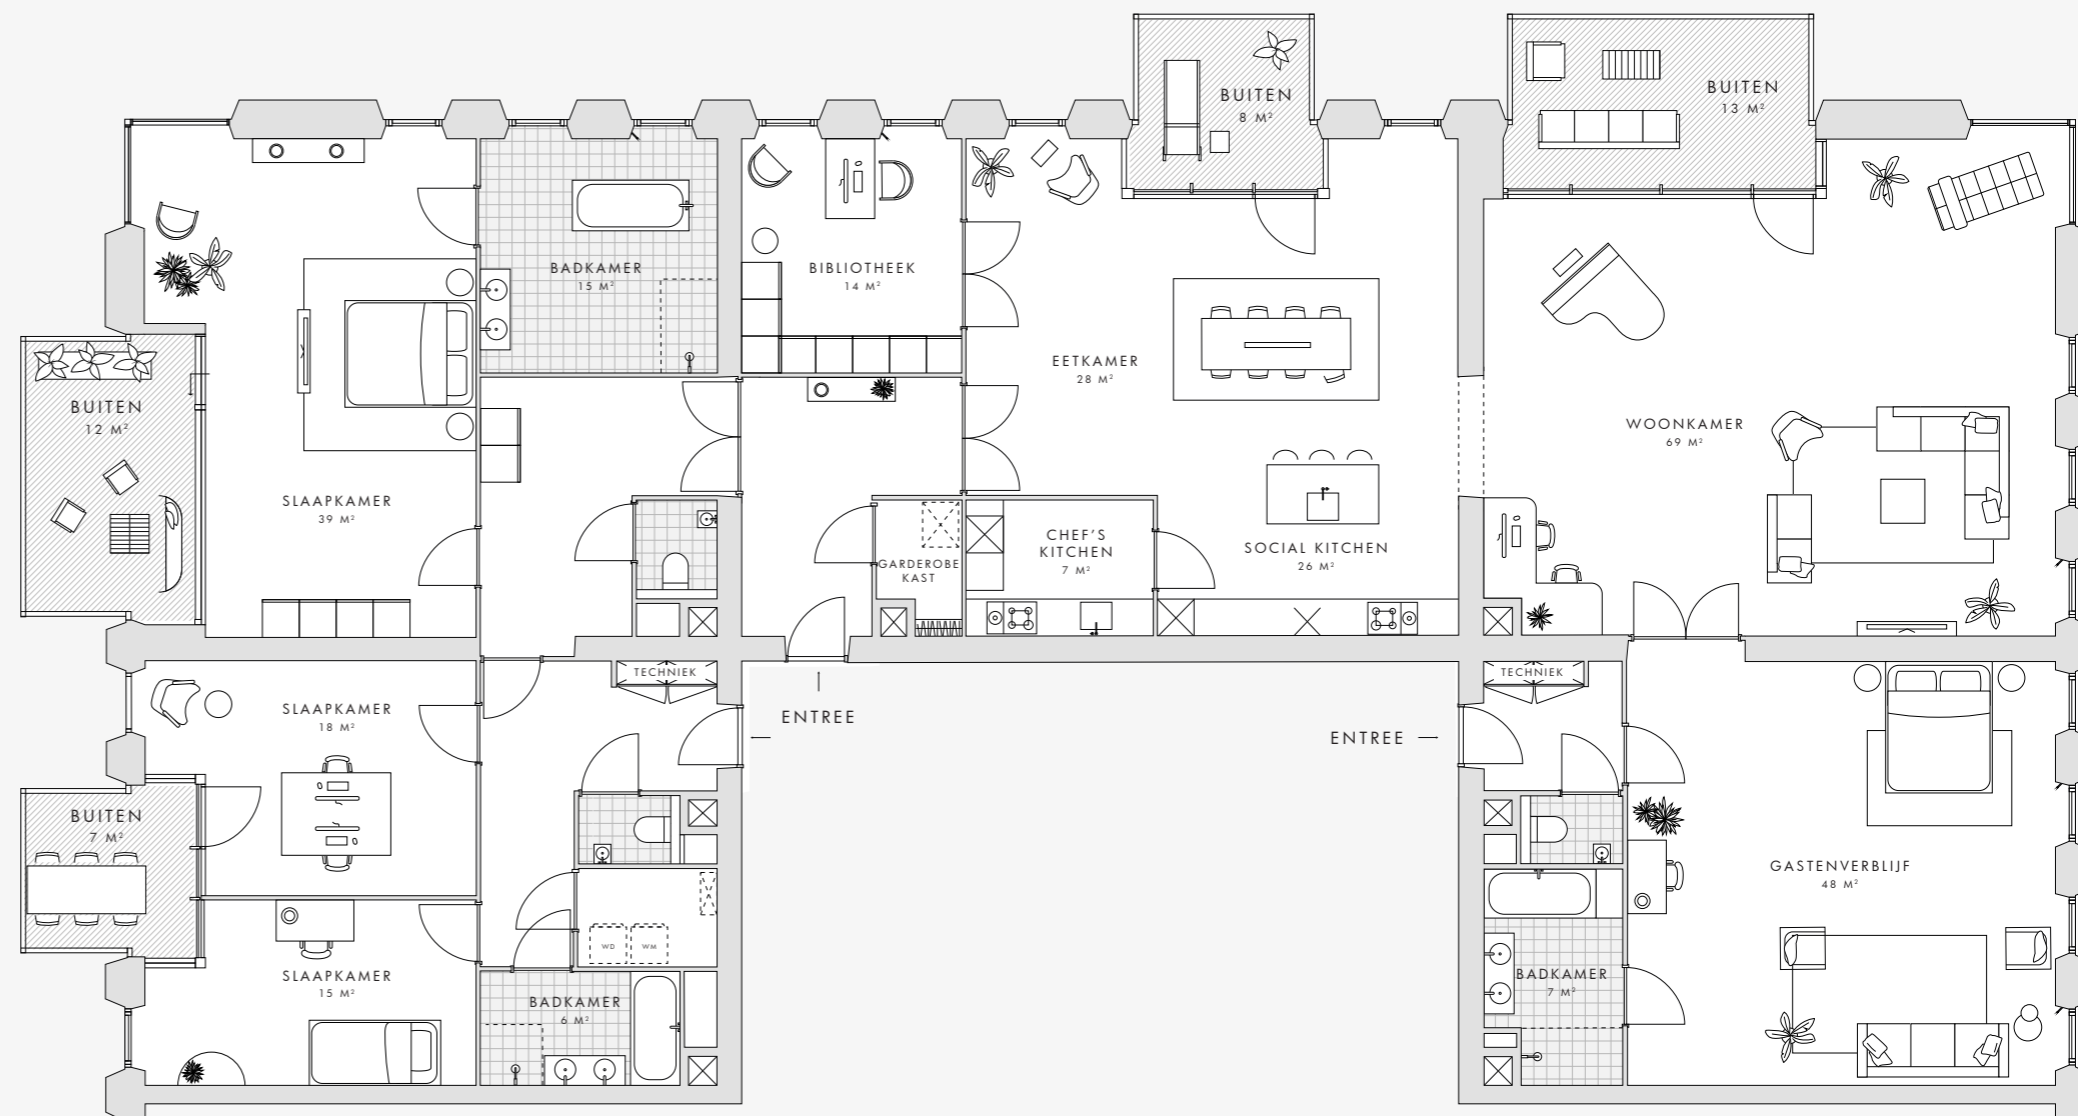 BUITEN
8 M²
BUITEN
13 M²
BADKAMER
15 M²
BIBLIOTHEEK
14 M²
EETKAMER
28 M²
BUITEN
12 M²
WOONKAMER
69 M²
SLAAPKAMER
39 M²
CHEF'S
KITCHEN
7 M²
SOCIAL KITCHEN
26 M²
GARDEROBE
KAST
TECHNIEK
TECHNIEK
SLAAPKAMER
18 M²
ENTREE
ENTREE
BUITEN
7 M²
GASTENVERBLIJF
48 M²
WD
WM
SLAAPKAMER
15 M²
BADKAMER
6 M²
BADKAMER
7 M²